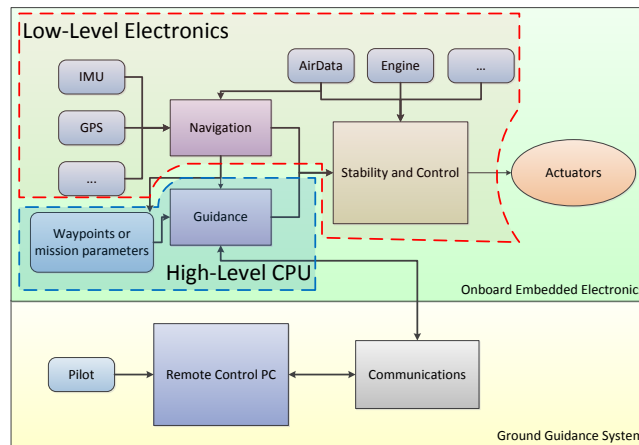 Low-Level Electronics
IMU
AirData
Engine
...
GPS
Navigation
...
Stability and Control
Actuators
Guidance
Waypoints or
mission parameters
High-Level CPU
Onboard Embedded Electronic
Pilot
Remote Control PC
Communications
Ground Guidance System